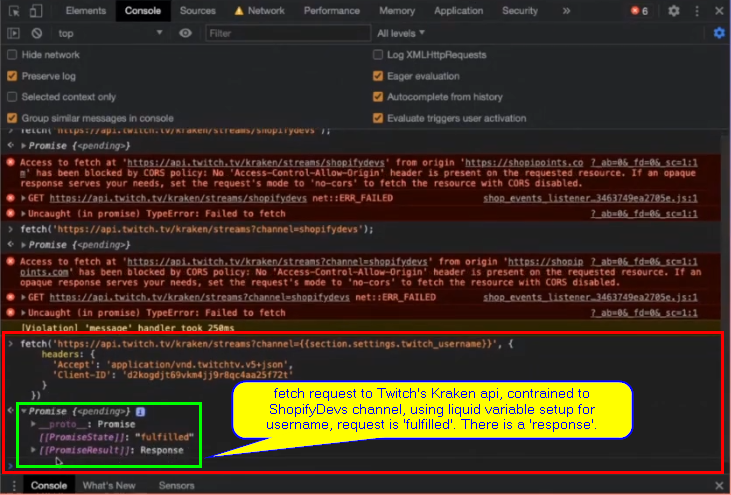 Elements Console Sources Network Performance Memory Application Security » 6
top Filter All levels
Hide network Log XMLHttpRequests
Preserve log Eager evaluation
Selected context only Autocomplete from history
Group similar messages in console Evaluate triggers user activation
fetch('https://api.twitch.tv/kraken/streams/shopifydevs');
Promise {<pending>}
Access to fetch at 'https://api.twitch.tv/kraken/streams/shopifydevs' from origin 'https://shopipoints.co ?_ab=0&_fd=0&_sc=1:1
m' has been blocked by CORS policy: No 'Access-Control-Allow-Origin' header is present on the requested resource. If an opaque
response serves your needs, set the request's mode to 'no-cors' to fetch the resource with CORS disabled.
GET https://api.twitch.tv/kraken/streams/shopifydevs net::ERR_FAILED shop_events_listener…3463749ea2705e.js:1
Uncaught (in promise) TypeError: Failed to fetch ?_ab=0&_fd=0&_sc=1:1
fetch('https://api.twitch.tv/kraken/streams?channel=shopifydevs');
Promise {<pending>}
Access to fetch at 'https://api.twitch.tv/kraken/streams?channel=shopifydevs' from origin 'https://shopip ?_ab=0&_fd=0&_sc=1:1
oints.com' has been blocked by CORS policy: No 'Access-Control-Allow-Origin' header is present on the requested resource. If an
opaque response serves your needs, set the request's mode to 'no-cors' to fetch the resource with CORS disabled.
GET https://api.twitch.tv/kraken/streams?channel=shopifydevs net::ERR_FAILED shop_events_listener…3463749ea2705e.js:1
Uncaught (in promise) TypeError: Failed to fetch ?_ab=0&_fd=0&_sc=1:1
[Violation] 'message' handler took 250ms
fetch('https://api.twitch.tv/kraken/streams?channel={{section.settings.twitch_username}}', {
headers: {
'Accept': 'application/vnd.twitchtv.v5+json',
'Client-ID': 'd2kogdjt69vkm4jj9r8qc4aa25f72t'
}
})
Promise {<pending>} i
__proto__: Promise
[[PromiseState]]: "fulfilled"
[[PromiseResult]]: Response
fetch request to Twitch's Kraken api, contrained to
ShopifyDevs channel, using liquid variable setup for
username, request is 'fulfilled'. There is a 'response'.
Console What's New Sensors